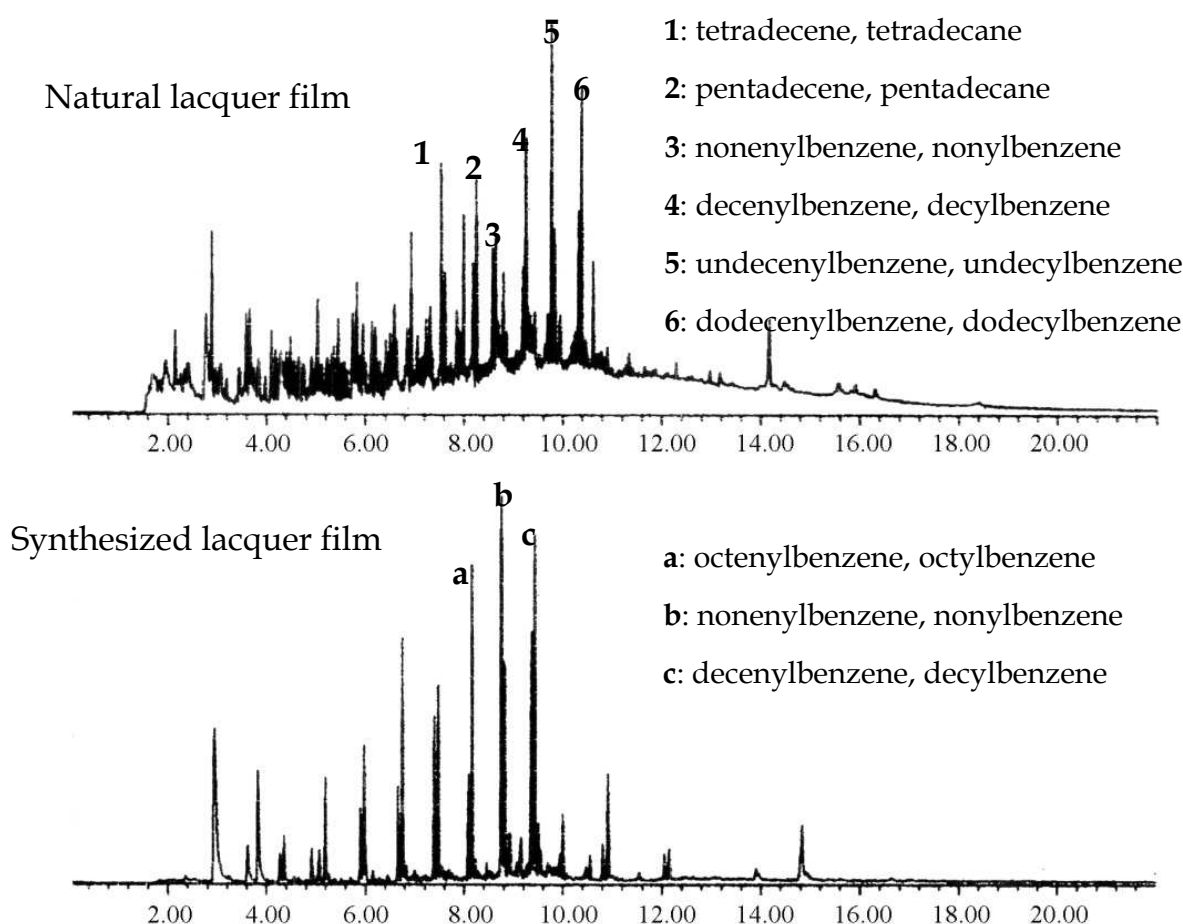 Natural lacquer film
5
6
4
1
2
3
1: tetradecene, tetradecane
2: pentadecene, pentadecane
3: nonenylbenzene, nonylbenzene
4: decenylbenzene, decylbenzene
5: undecenylbenzene, undecylbenzene
6: dodecenylbenzene, dodecylbenzene
2.00 4.00 6.00 8.00 10.00 12.00 14.00 16.00 18.00 20.00
Synthesized lacquer film
b
c
a
a: octenylbenzene, octylbenzene
b: nonenylbenzene, nonylbenzene
c: decenylbenzene, decylbenzene
2.00 4.00 6.00 8.00 10.00 12.00 14.00 16.00 18.00 20.00